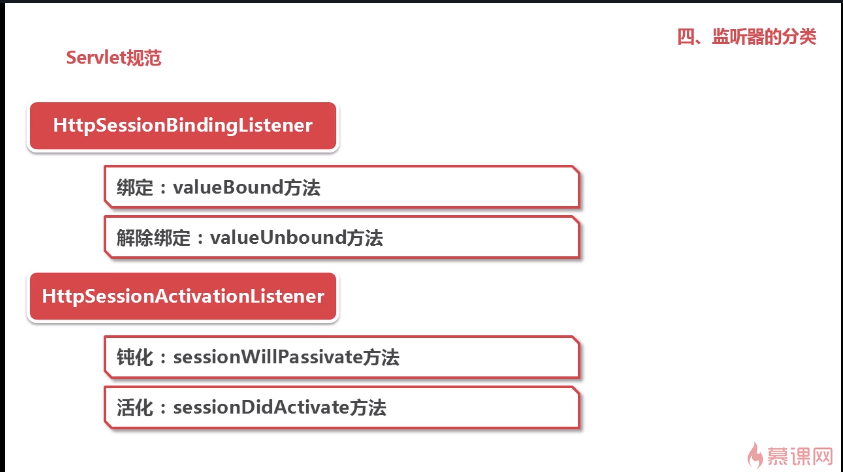 四、监听器的分类
Servlet规范
HttpSessionBindingListener
绑定：valueBound方法
解除绑定：valueUnbound方法
HttpSessionActivationListener
钝化：sessionWillPassivate方法
活化：sessionDidActivate方法
慕课网